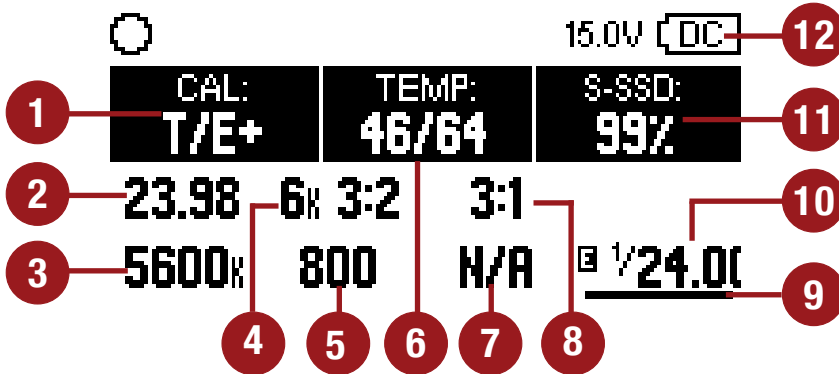 15.0V DC 12
CAL: TEMP: S-SSD:
1 T/E+ 46/64 99% 11
2 23.98 6K 3:2 3:1 10
3 5600K 800 N/A E 1/24.00
4 5 6 7 8 9